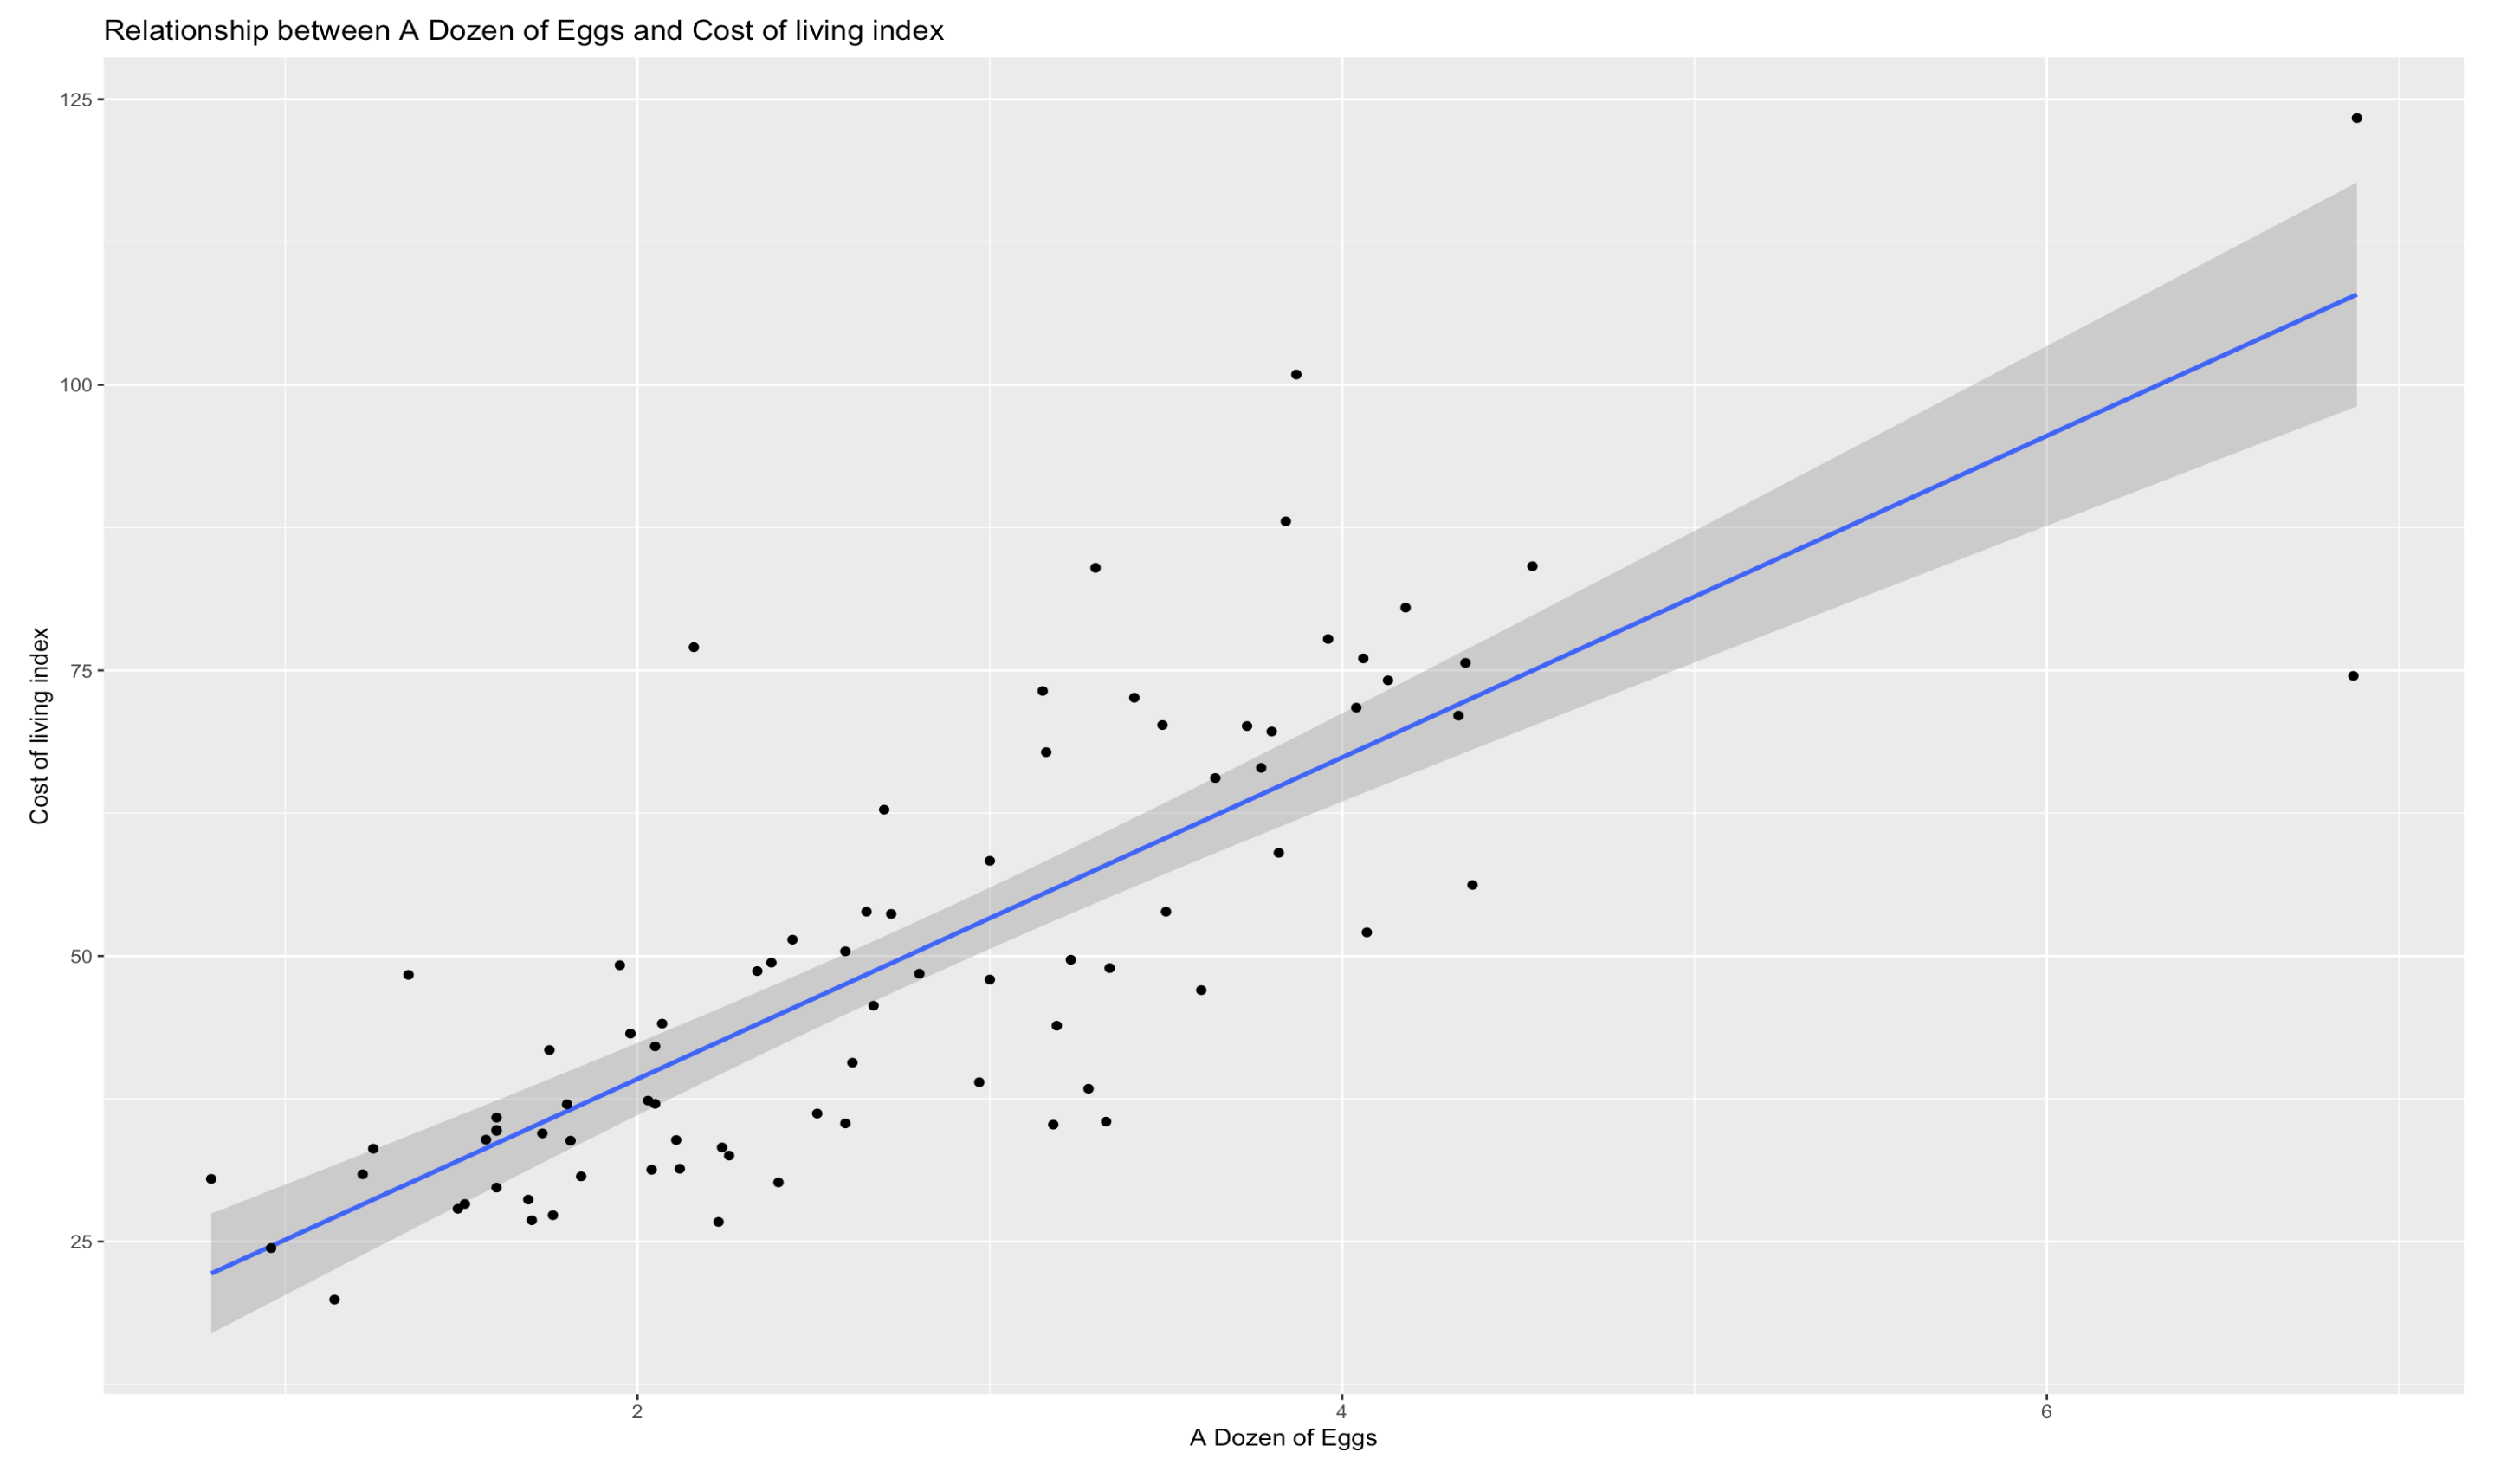 Relationship between A Dozen of Eggs and Cost of living index
125
100
75
50
25
Cost of living index
2
4
6
A Dozen of Eggs